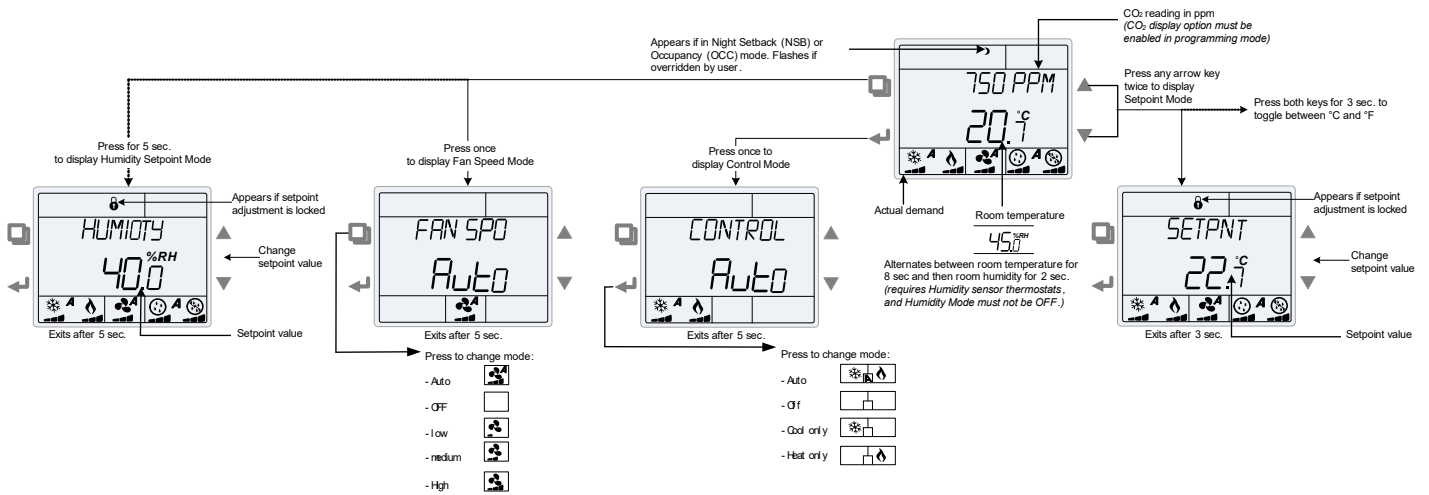 CO2 reading in ppm
(CO2 display option must be
enabled in programming mode)
Appears if in Night Setback (NSB) or
Occupancy (OCC) mode. Flashes if
overridden by user.
750 PPM
20.7 °C
A
A
A
Press any arrow key
twice to display
Setpoint Mode
Press both keys for 3 sec. to
toggle between °C and °F
Press for 5 sec.
to display Humidity Setpoint Mode
Press once
to display Fan Speed Mode
Press once to
display Control Mode
Actual demand
Room temperature
45.0 %RH
Alternates between room temperature for
8 sec and then room humidity for 2 sec.
(requires Humidity sensor thermostats,
and Humidity Mode must not be OFF.)
Appears if setpoint
adjustment is locked
HUMIDTY
40.0 %RH
A
A
A
Change
setpoint value
Setpoint value
Exits after 5 sec.
FAN SPD
Auto
A
Exits after 5 sec.
Press to change mode:
- Auto
A
- OFF
- low
- medium
- High
CONTROL
Auto
A
Exits after 5 sec.
Press to change mode:
- Auto
A
- Off
- Cool only
- Heat only
Appears if setpoint
adjustment is locked
SETPNT
22.7 °C
A
A
A
Change
setpoint value
Setpoint value
Exits after 3 sec.